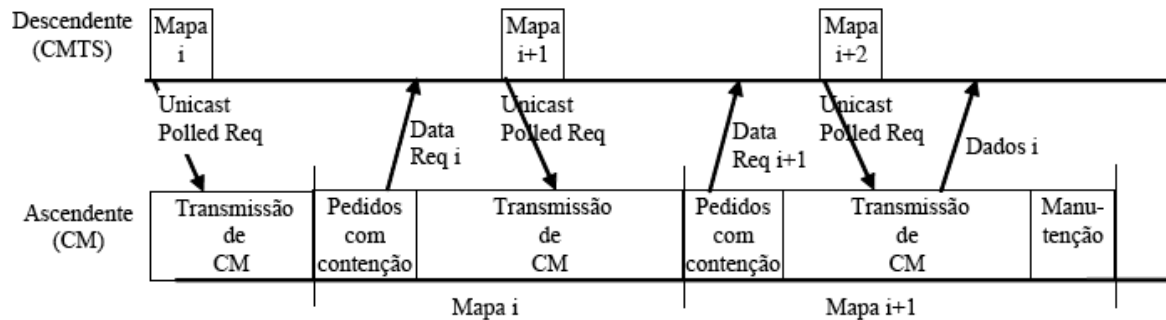 Descendente
(CMTS)
Mapa
i
Mapa
i+1
Mapa
i+2
Unicast
Polled Req
Data
Req i
Unicast
Polled Req
Data
Req i+1
Unicast
Polled Req
Dados i
Ascendente
(CM)
Transmissão
de
CM
Pedidos
com
contenção
Transmissão
de
CM
Pedidos
com
contenção
Transmissão
de
CM
Manu-
tenção
Mapa i
Mapa i+1